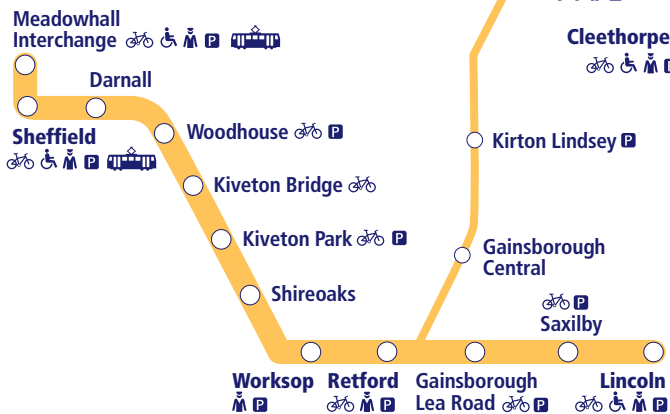 Meadowhall
Interchange P
Cleethorpe
P
Darnall
Sheffield
P
Woodhouse P
Kirton Lindsey P
Kiveton Bridge
Kiveton Park P
Gainsborough
Central
Shireoaks
P
Saxilby
Worksop
P
Retford
P
Gainsborough
Lea Road P
Lincoln
P